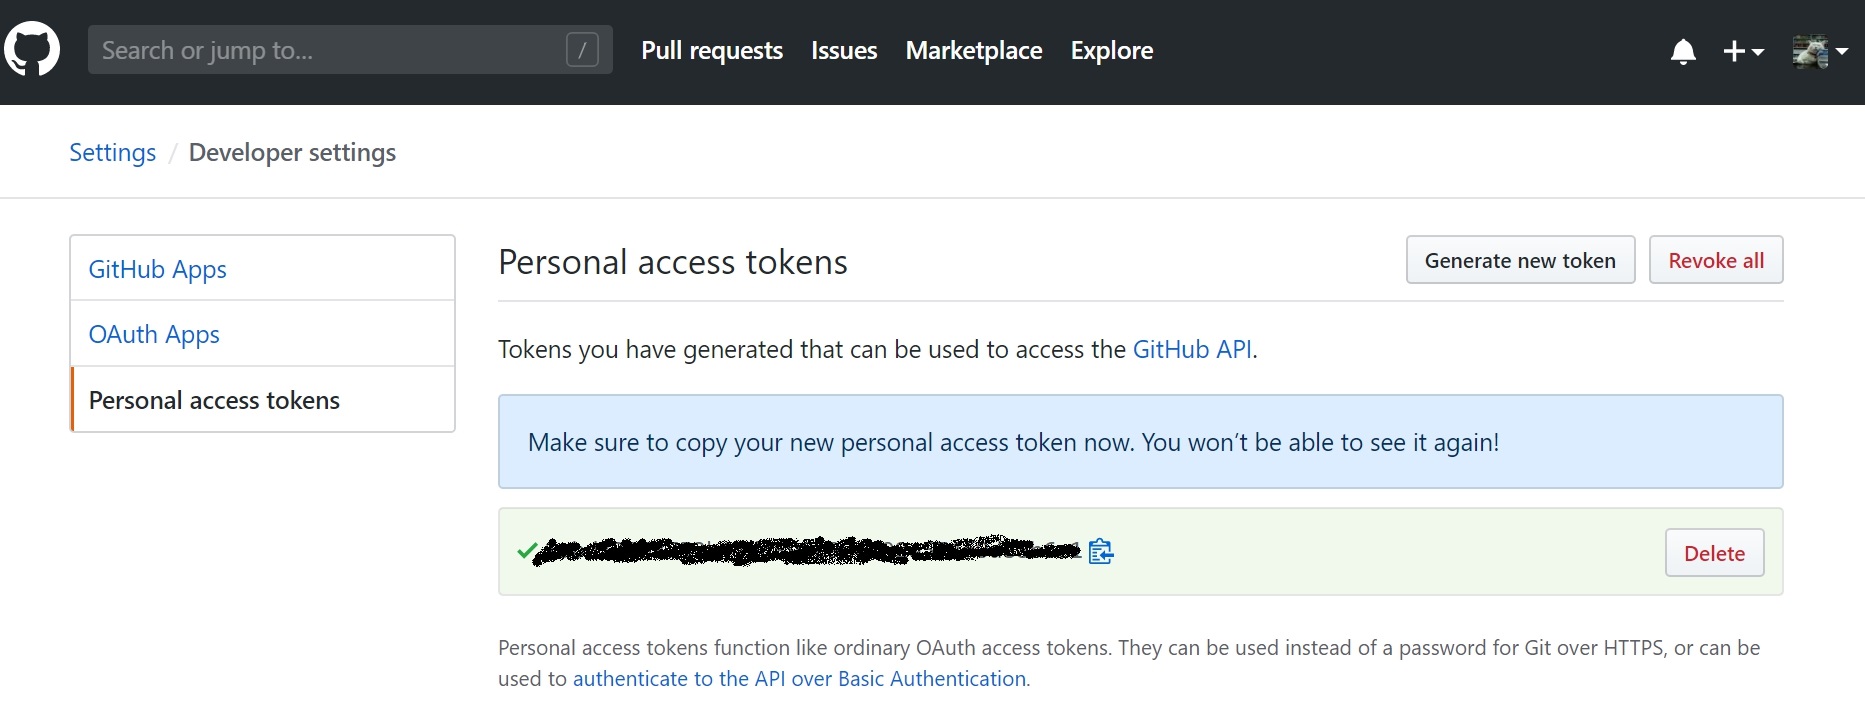 Search or jump to... /
Pull requests Issues Marketplace Explore
Settings / Developer settings
GitHub Apps
OAuth Apps
Personal access tokens
Personal access tokens
Generate new token
Revoke all
Tokens you have generated that can be used to access the GitHub API.
Make sure to copy your new personal access token now. You won’t be able to see it again!
Delete
Personal access tokens function like ordinary OAuth access tokens. They can be used instead of a password for Git over HTTPS, or can be
used to authenticate to the API over Basic Authentication.